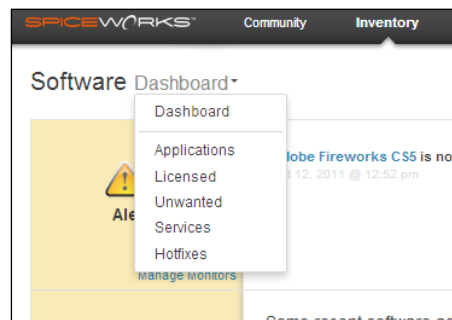 SPICEWORKS
Community
Inventory
Software Dashboard
Dashboard
Applications
Licensed
Unwanted
Services
Hotfixes
lobe Fireworks CS5 is no
12, 2011 @ 12:52 pm
Ale
Manage Monitors
Some recent software